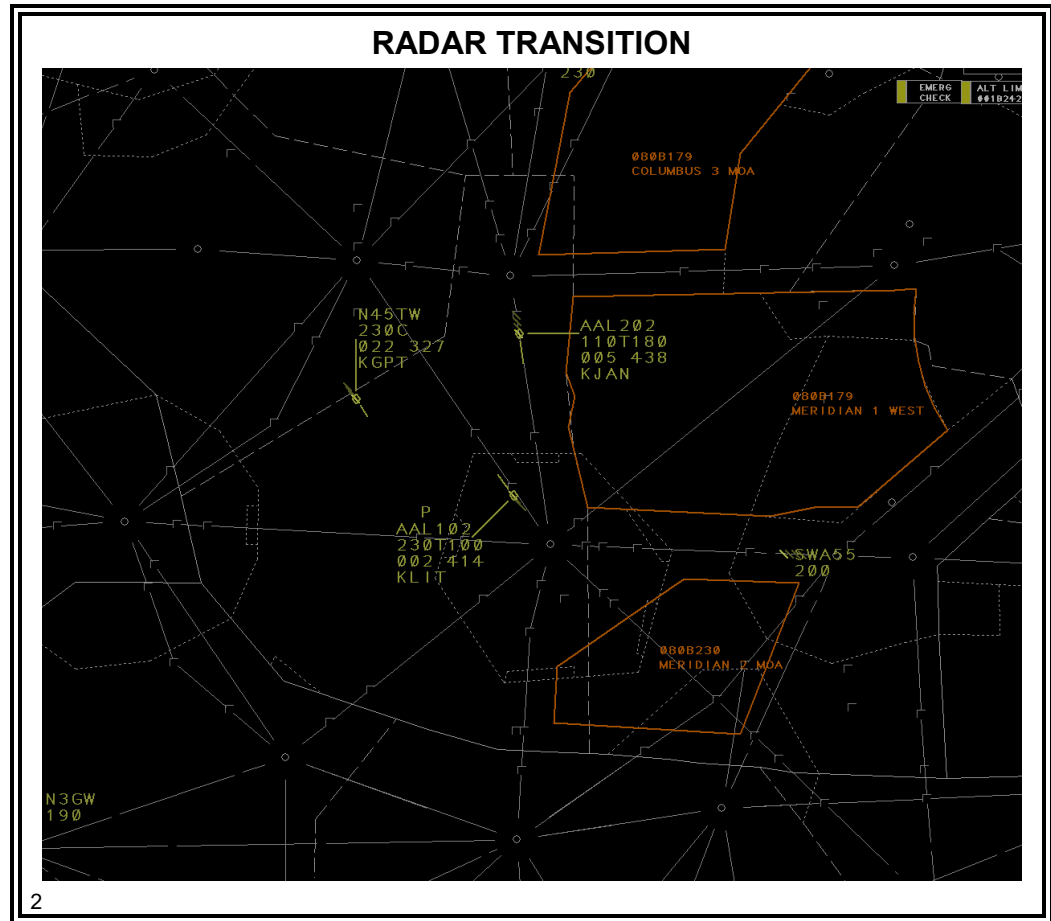 RADAR TRANSITION
230
EMERG
CHECK
ALT LIM
001B242
080B179
COLUMBUS 3 MOA
N45TW
230C
022 327
KGPT
AAL202
110T180
005 438
KJAN
080B179
MERIDIAN 1 WEST
P
AAL102
230T100
002 414
KLIT
SWA55
200
080B230
MERIDIAN 2 MOA
N3GW
190
2